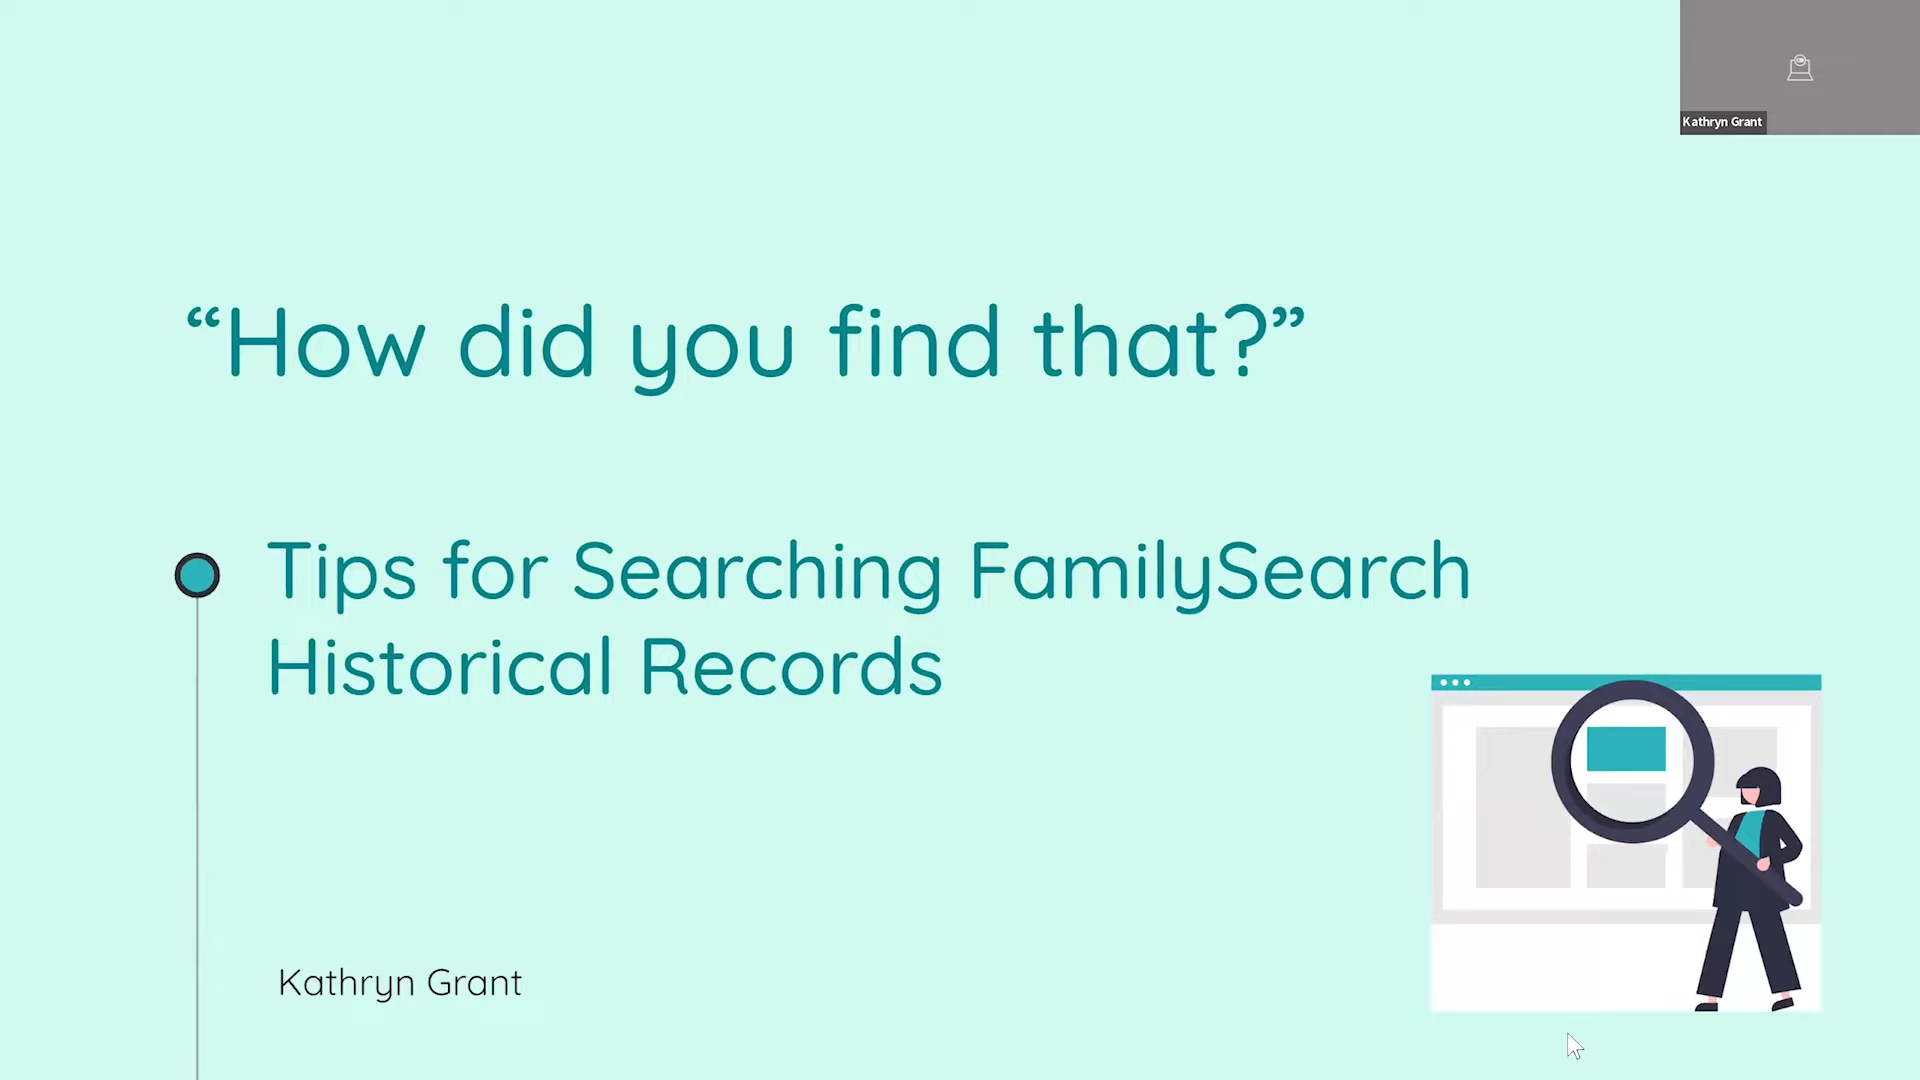 Kathryn Grant
“How did you find that?”
Tips for Searching FamilySearch
Historical Records
Kathryn Grant